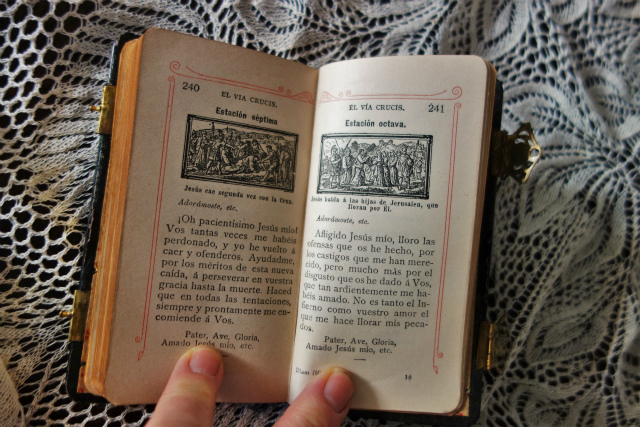 240
EL VIA CRUCIS.
Estación séptima
Jesús cae segunda vez con la cruz.
Adorámoste, etc.
¡Oh pacientísimo Jesús mío!
Vos tantas veces me habéis
perdonado, y yo he vuelto á
caer y ofenderos. Ayudadme,
por los méritos de esta nueva
caída, á perseverar en vuestra
gracia hasta la muerte. Haced
que en todas las tentaciones,
siempre y prontamente me en-
comiende á Vos.
Pater, Ave, Gloria,
Amado Jesús mío, etc.
EL VÍA CRUCIS.
241
Estación octava.
Jesús habla á las hijas de Jerusalen, que
lloran por Él.
Adorámoste, etc.
Afligido Jesús mío, lloro las
ofensas que os he hecho, por
los castigos que me han mere-
cido, pero mucho más por el
disgusto que os he dado á Vos,
que tan ardientemente me ha-
béis amado. No es tanto el In-
fierno como vuestro amor el
que me hace llorar mis peca-
dos.
Pater, Ave, Gloria,
Amado Jesús mío, etc.
16